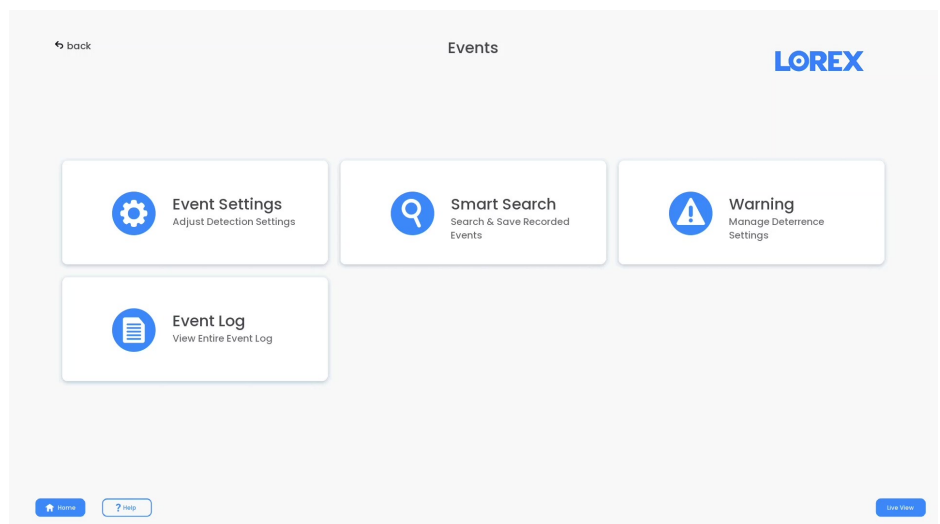 back
Events
LOREX
Event Settings
Adjust Detection Settings
Smart Search
Search & Save Recorded
Events
Warning
Manage Deterrence
Settings
Event Log
View Entire Event Log
Home
? Help
Live View